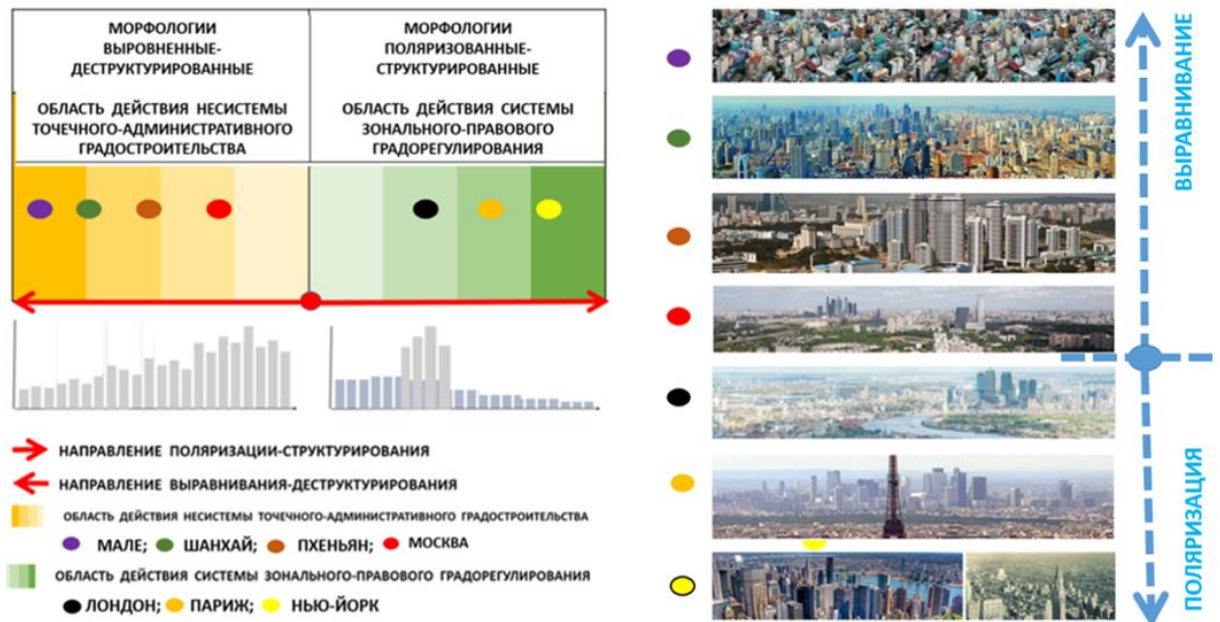 МОРФОЛОГИИ
ВЫРОВНЕННЫЕ-
ДЕСТРУКТУРИРОВАННЫЕ
МОРФОЛОГИИ
ПОЛЯРИЗОВАННЫЕ-
СТРУКТУРИРОВАННЫЕ
ОБЛАСТЬ ДЕЙСТВИЯ НЕСИСТЕМЫ
ТОЧЕЧНОГО-АДМИНИСТРАТИВНОГО
ГРАДОСТРОИТЕЛЬСТВА
ОБЛАСТЬ ДЕЙСТВИЯ СИСТЕМЫ
ЗОНАЛЬНОГО-ПРАВОВОГО
ГРАДОРЕГУЛИРОВАНИЯ
НАПРАВЛЕНИЕ ПОЛЯРИЗАЦИИ-СТРУКТУРИРОВАНИЯ
НАПРАВЛЕНИЕ ВЫРАВНИВАНИЯ-ДЕСТРУКТУРИРОВАНИЯ
ОБЛАСТЬ ДЕЙСТВИЯ НЕСИСТЕМЫ ТОЧЕЧНОГО-АДМИНИСТРАТИВНОГО ГРАДОСТРОИТЕЛЬСТВА
МАЛЕ; ШАНХАЙ; ПХЕНЬЯН; МОСКВА
ОБЛАСТЬ ДЕЙСТВИЯ СИСТЕМЫ ЗОНАЛЬНОГО-ПРАВОВОГО ГРАДОРЕГУЛИРОВАНИЯ
ЛОНДОН; ПАРИЖ; НЬЮ-ЙОРК
ВЫРАВНИВАНИЕ
ПОЛЯРИЗАЦИЯ